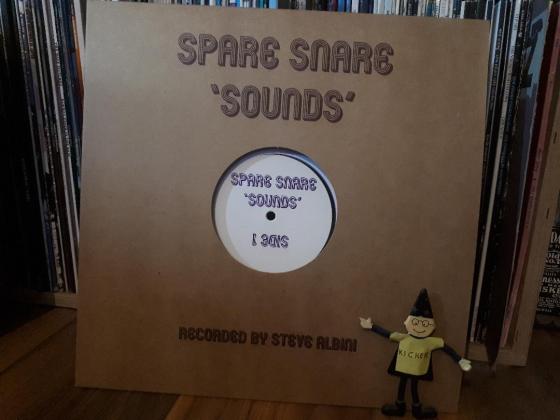 SPARE SNARE
'SOUNDS'
SPARE SNARE
'SOUNDS'
SIDE 1
RECORDED BY STEVE ALBINI
KICKER